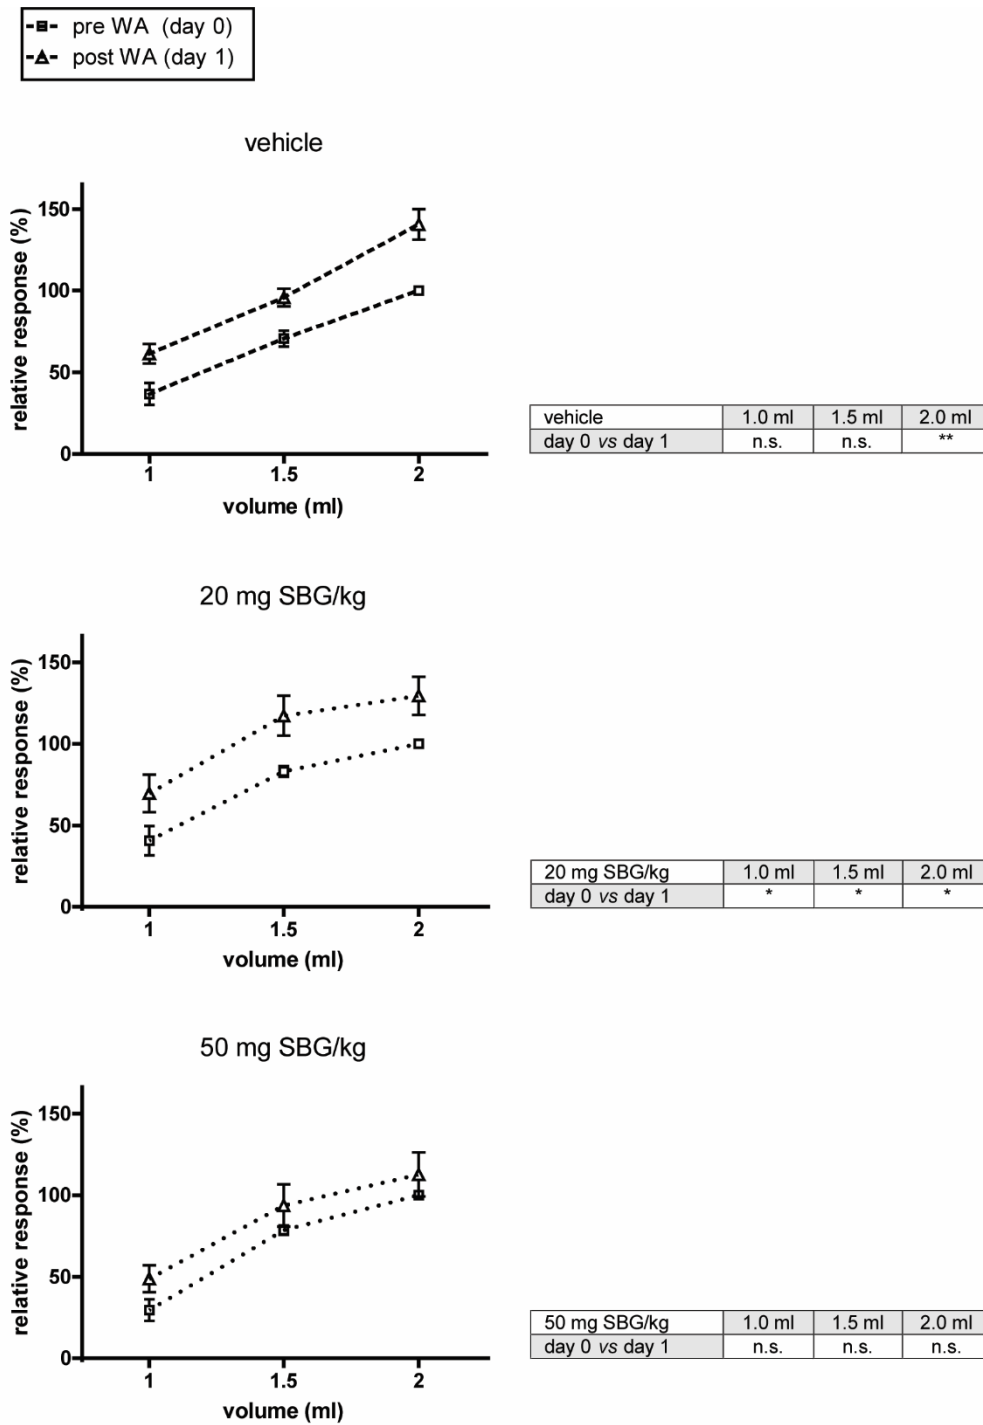 pre WA (day 0)
post WA (day 1)
vehicle
relative response (%)
150
100
50
0
1 1.5 2
volume (ml)
vehicle 1.0 ml 1.5 ml 2.0 ml
day 0 vs day 1 n.s. n.s. **
20 mg SBG/kg
relative response (%)
150
100
50
0
1 1.5 2
volume (ml)
20 mg SBG/kg 1.0 ml 1.5 ml 2.0 ml
day 0 vs day 1 * * *
50 mg SBG/kg
relative response (%)
150
100
50
0
1 1.5 2
volume (ml)
50 mg SBG/kg 1.0 ml 1.5 ml 2.0 ml
day 0 vs day 1 n.s. n.s. n.s.